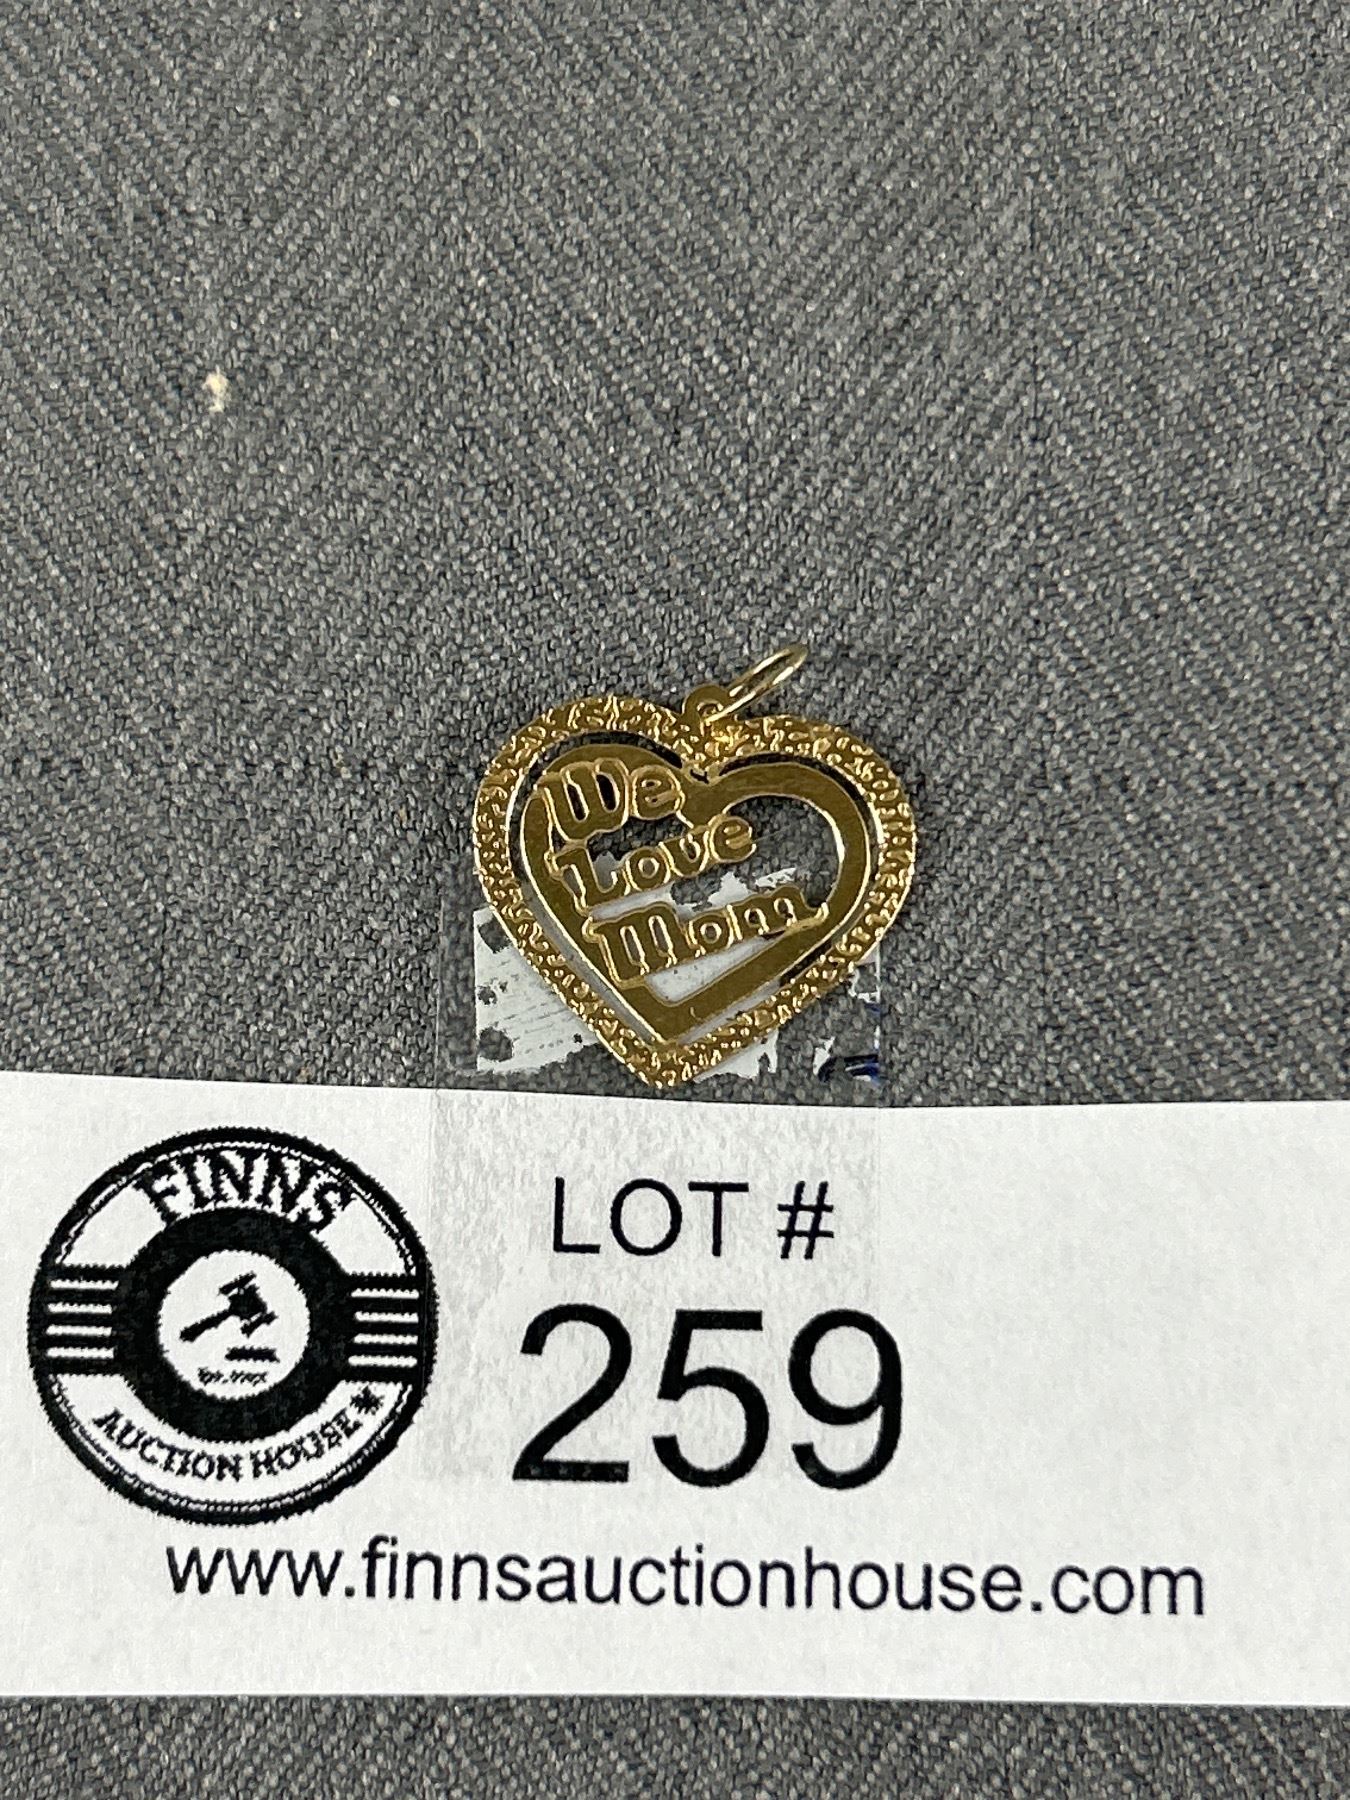 We
Love
Mom
FINNS
AUCTION HOUSE
LOT #
259
www.finnsauctionhouse.com